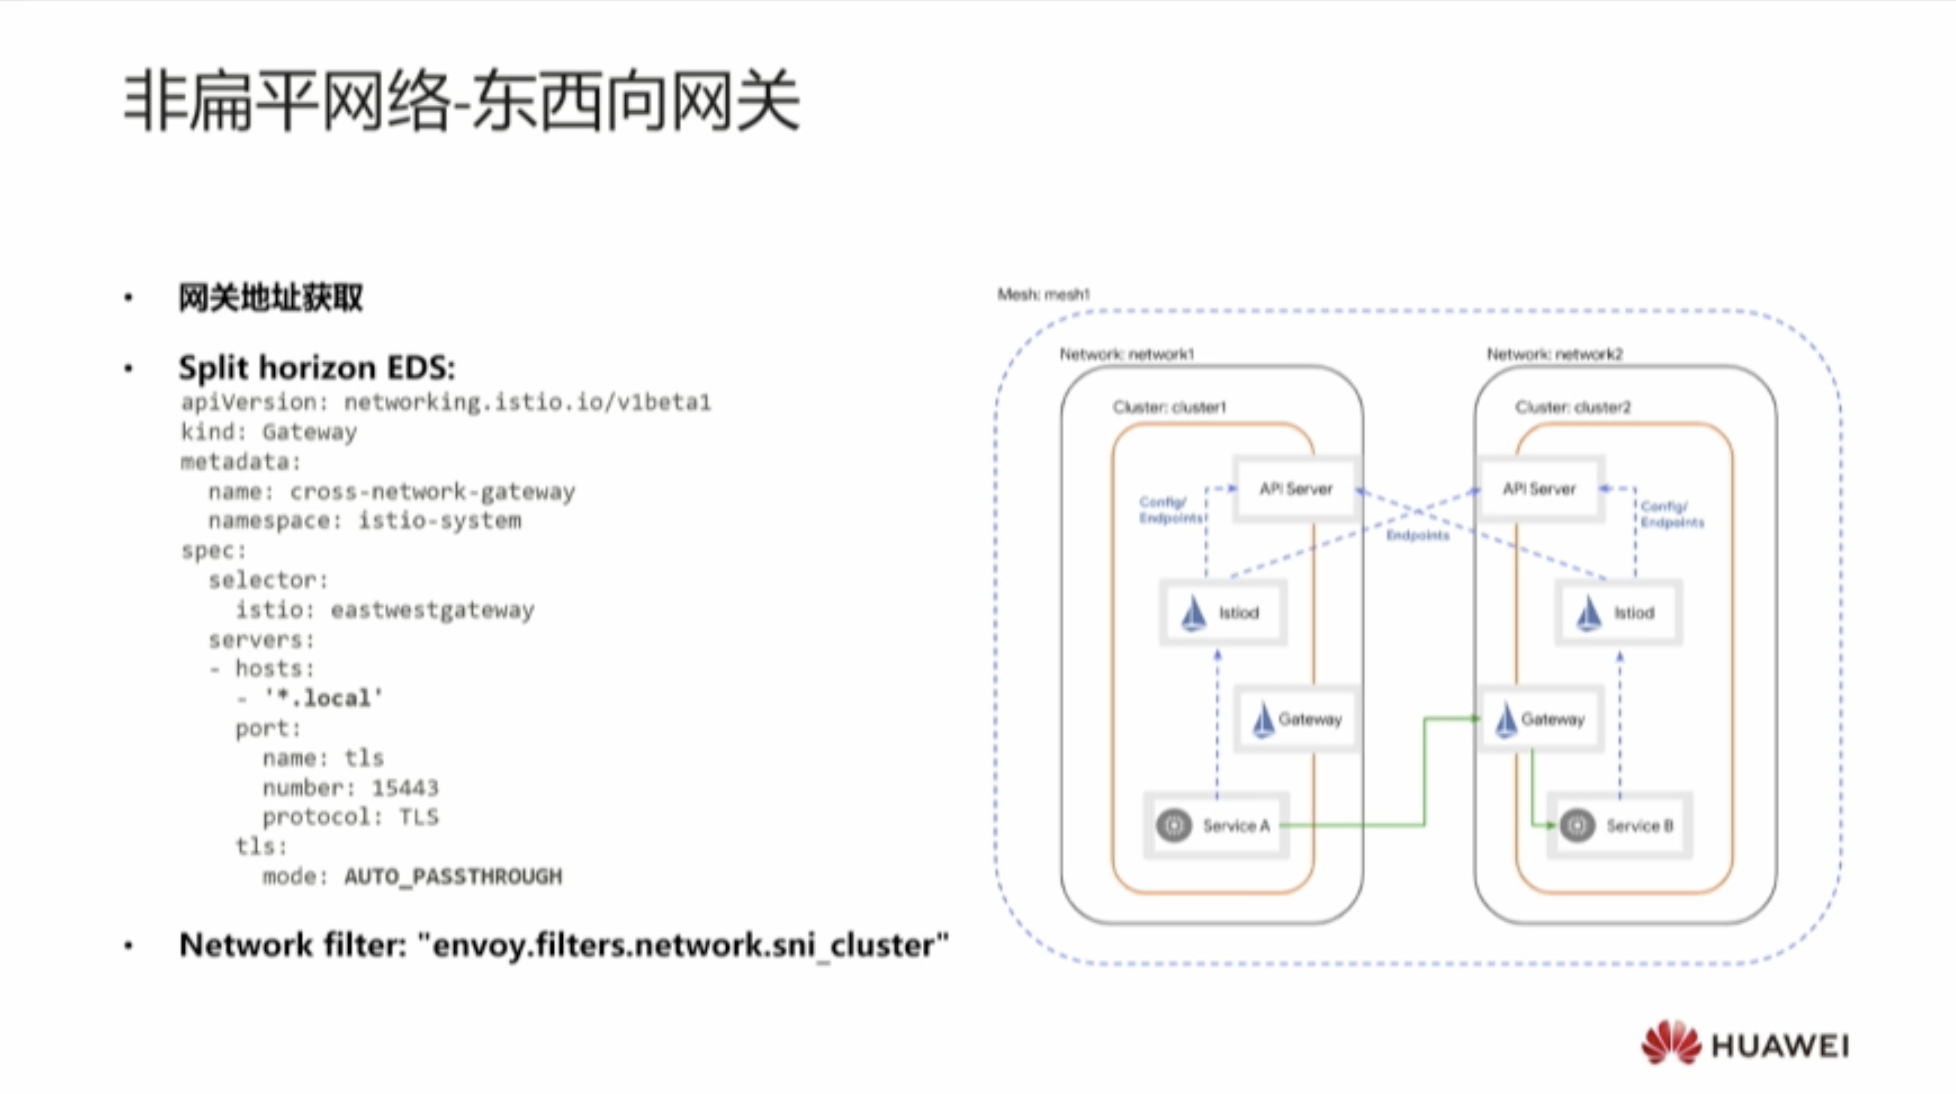 非扁平网络-东西向网关
• 网关地址获取
• Split horizon EDS:
apiVersion: networking.istio.io/v1beta1
kind: Gateway
metadata:
  name: cross-network-gateway
  namespace: istio-system
spec:
  selector:
    istio: eastwestgateway
  servers:
  - hosts:
    - '*.local'
    port:
      name: tls
      number: 15443
      protocol: TLS
    tls:
      mode: AUTO_PASSTHROUGH
• Network filter: "envoy.filters.network.sni_cluster"
Mesh: mesh1
Network: network1
Network: network2
Cluster: cluster1
Cluster: cluster2
API Server
API Server
Config/
Endpoints
Endpoints
Config/
Endpoints
Istiod
Istiod
Gateway
Gateway
Service A
Service B
HUAWEI